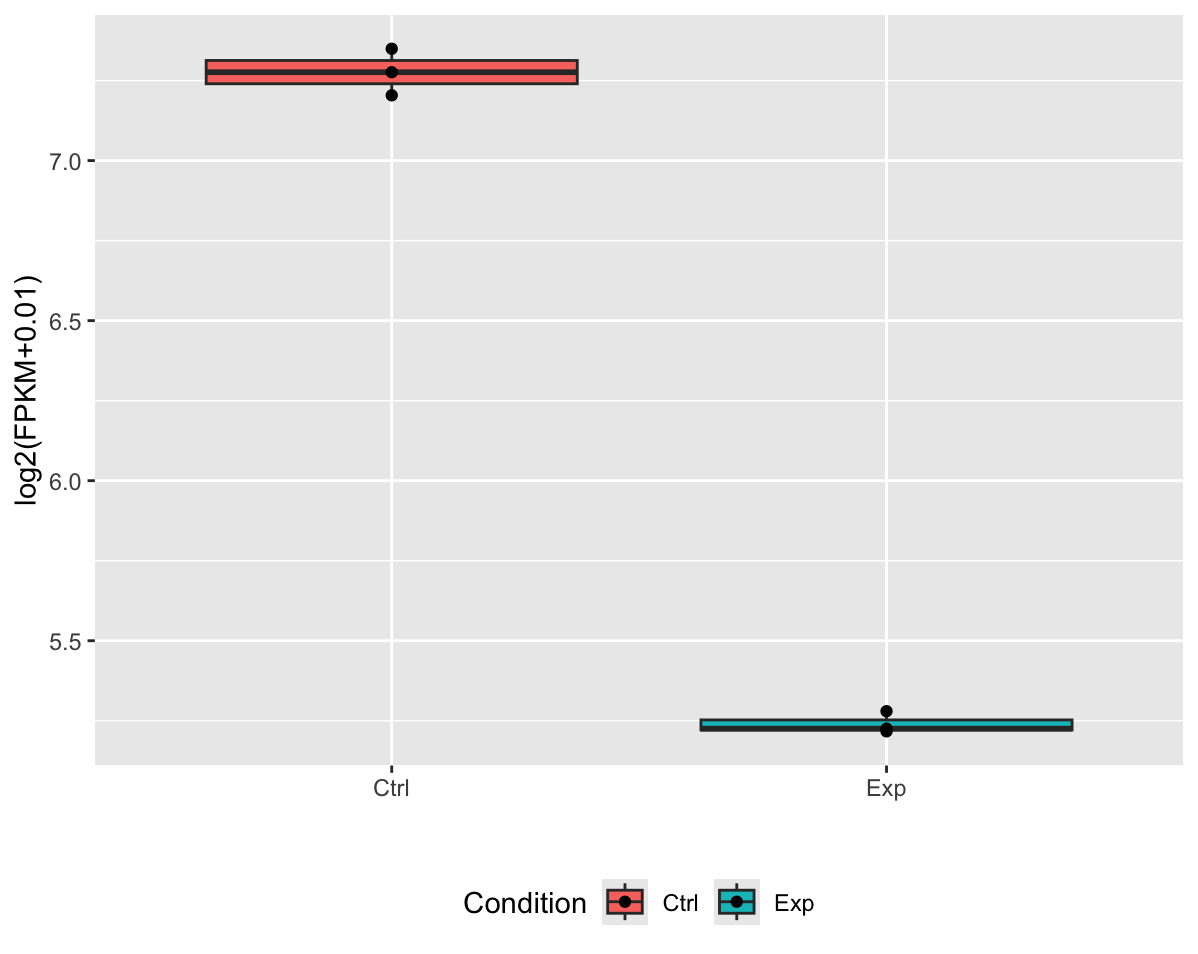 log2(FPKM+0.01)
7.0
6.5
6.0
5.5
Ctrl Exp
Condition Ctrl Exp